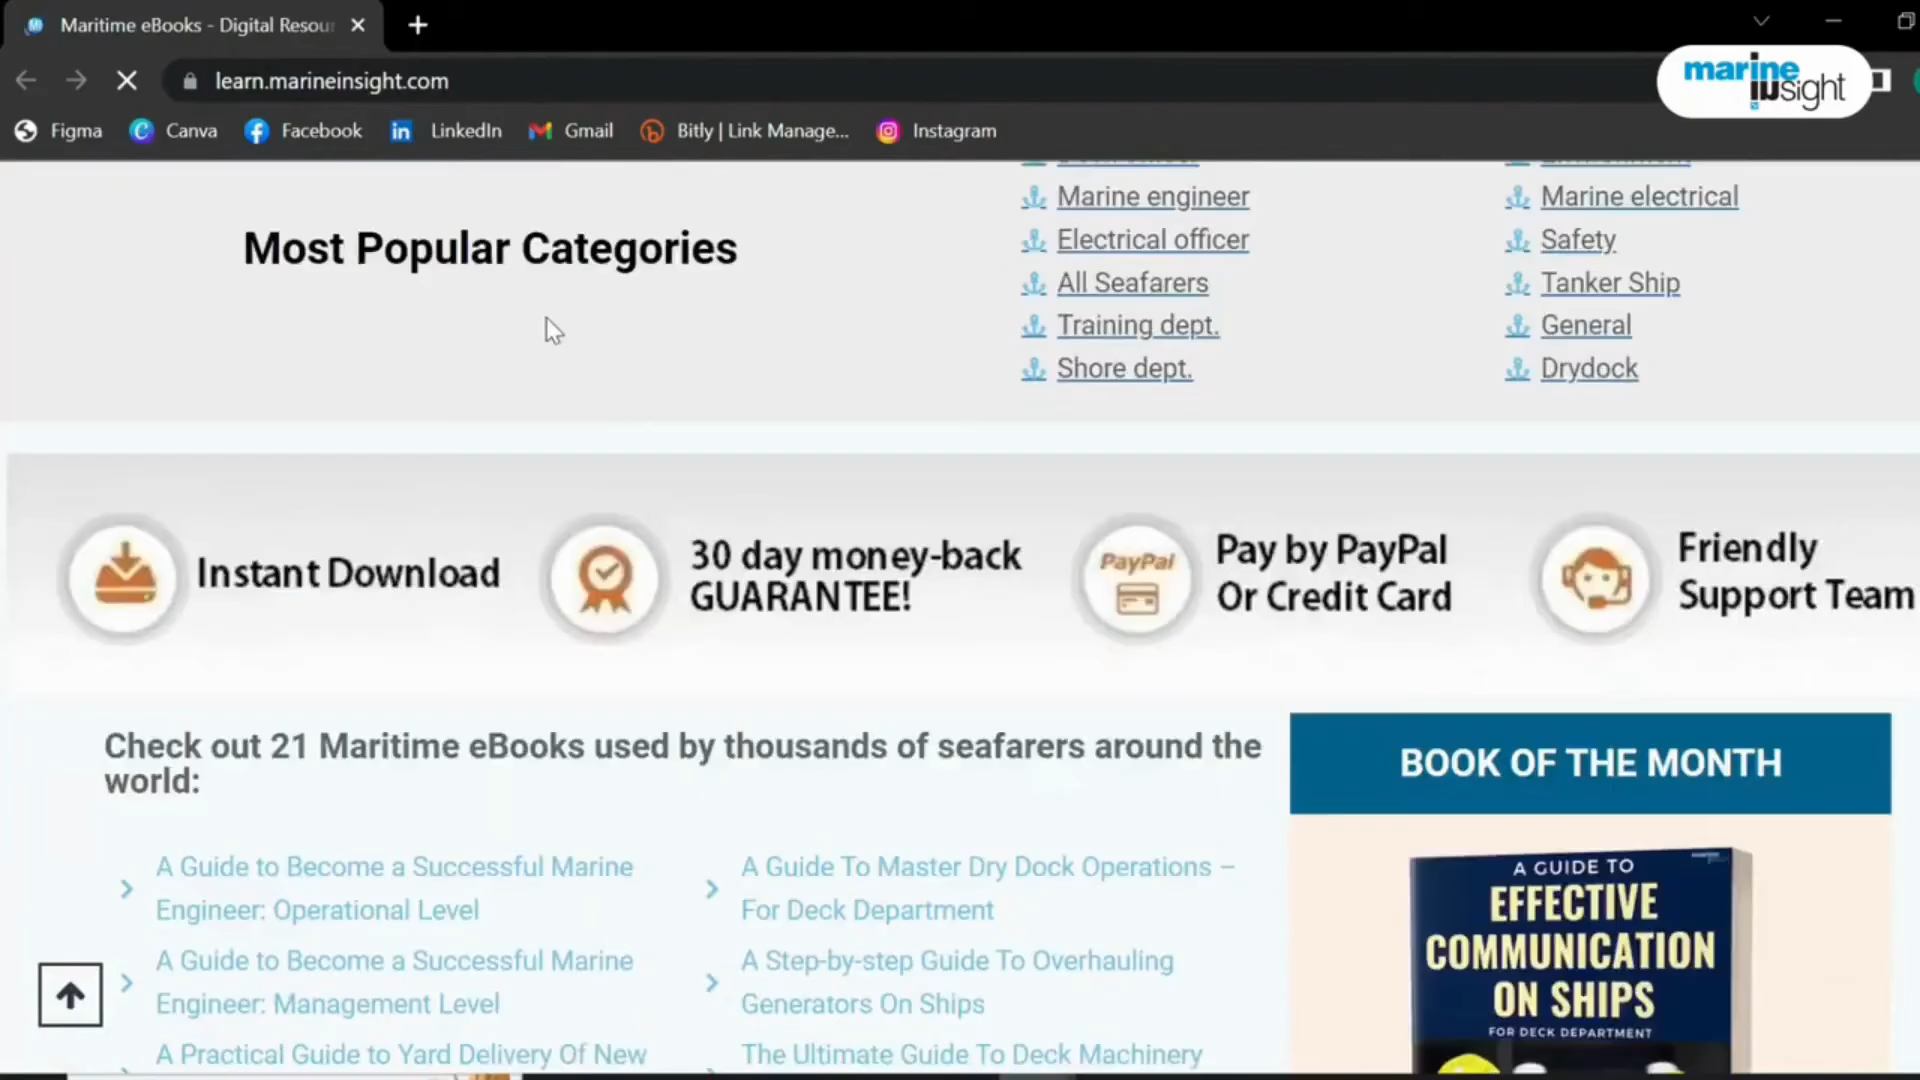 Maritime eBooks - Digital Resou
learn.marineinsight.com
marine
insight
Figma
Canva
Facebook
LinkedIn
Gmail
Bitly | Link Manage...
Instagram
Most Popular Categories
Marine engineer
Electrical officer
All Seafarers
Training dept.
Shore dept.
Marine electrical
Safety
Tanker Ship
General
Drydock
Instant Download
30 day money-back
GUARANTEE!
PayPal
Pay by PayPal
Or Credit Card
Friendly
Support Team
Check out 21 Maritime eBooks used by thousands of seafarers around the
world:
A Guide to Become a Successful Marine
Engineer: Operational Level
A Guide to Become a Successful Marine
Engineer: Management Level
A Practical Guide to Yard Delivery Of New
A Guide To Master Dry Dock Operations –
For Deck Department
A Step-by-step Guide To Overhauling
Generators On Ships
The Ultimate Guide To Deck Machinery
BOOK OF THE MONTH
A GUIDE TO
EFFECTIVE
COMMUNICATION
ON SHIPS
FOR DECK DEPARTMENT